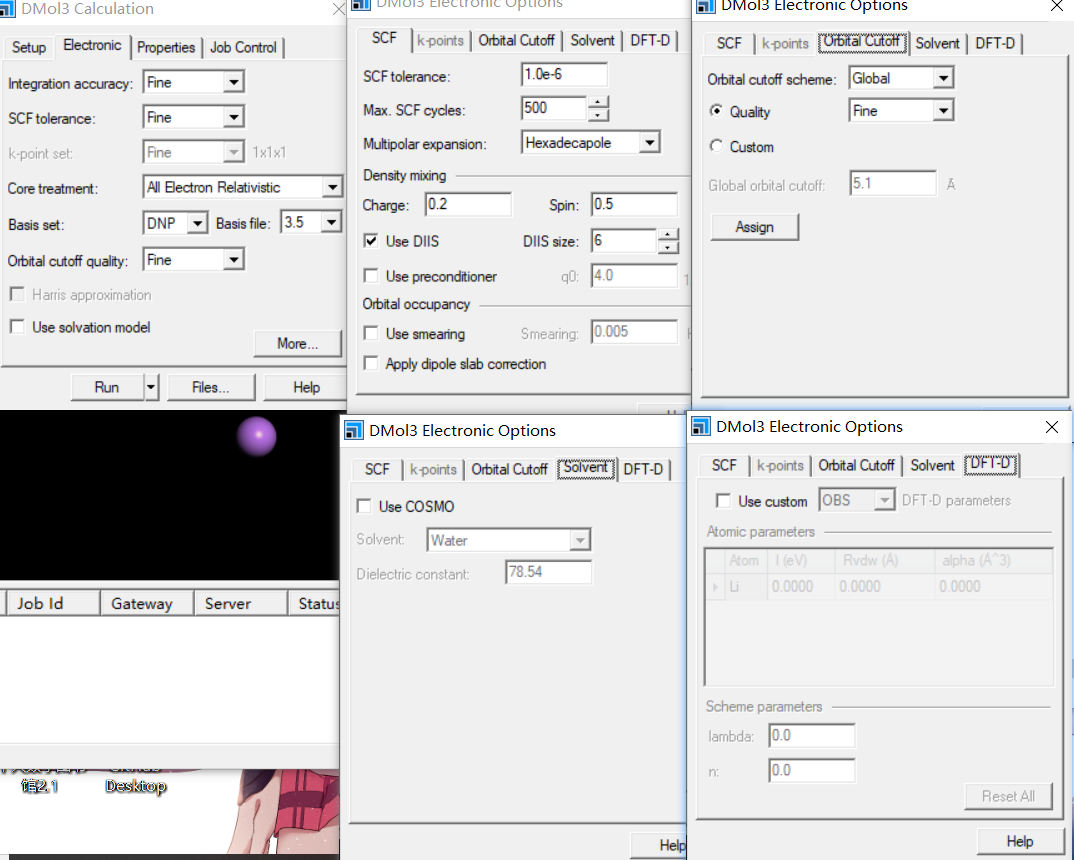 DMol3 Calculation
Setup Electronic Properties Job Control
Integration accuracy: Fine
SCF tolerance: Fine
k-point set: Fine 1x1x1
Core treatment: All Electron Relativistic
Basis set: DNP Basis file: 3.5
Orbital cutoff quality: Fine
Harris approximation
Use solvation model
More...
Run Files... Help
DMol3 Electronic Options
SCF k-points Orbital Cutoff Solvent DFT-D
SCF tolerance: 1.0e-6
Max. SCF cycles: 500
Multipolar expansion: Hexadecapole
Density mixing
Charge: 0.2 Spin: 0.5
Use DIIS DIIS size: 6
Use preconditioner q0: 4.0
Orbital occupancy
Use smearing Smearing: 0.005
Apply dipole slab correction
DMol3 Electronic Options
SCF k-points Orbital Cutoff Solvent DFT-D
Orbital cutoff scheme: Global
Quality Fine
Custom
Global orbital cutoff: 5.1 Å
Assign
Job Id Gateway Server Status
馆2.1 Desktop
DMol3 Electronic Options
SCF k-points Orbital Cutoff Solvent DFT-D
Use COSMO
Solvent: Water
Dielectric constant: 78.54
Help
DMol3 Electronic Options
SCF k-points Orbital Cutoff Solvent DFT-D
Use custom OBS DFT-D parameters
Atomic parameters
Atom I (eV) Rvdw (Å) alpha (Å^3)
Li 0.0000 0.0000 0.0000
Scheme parameters
lambda: 0.0
n: 0.0
Reset All
Help